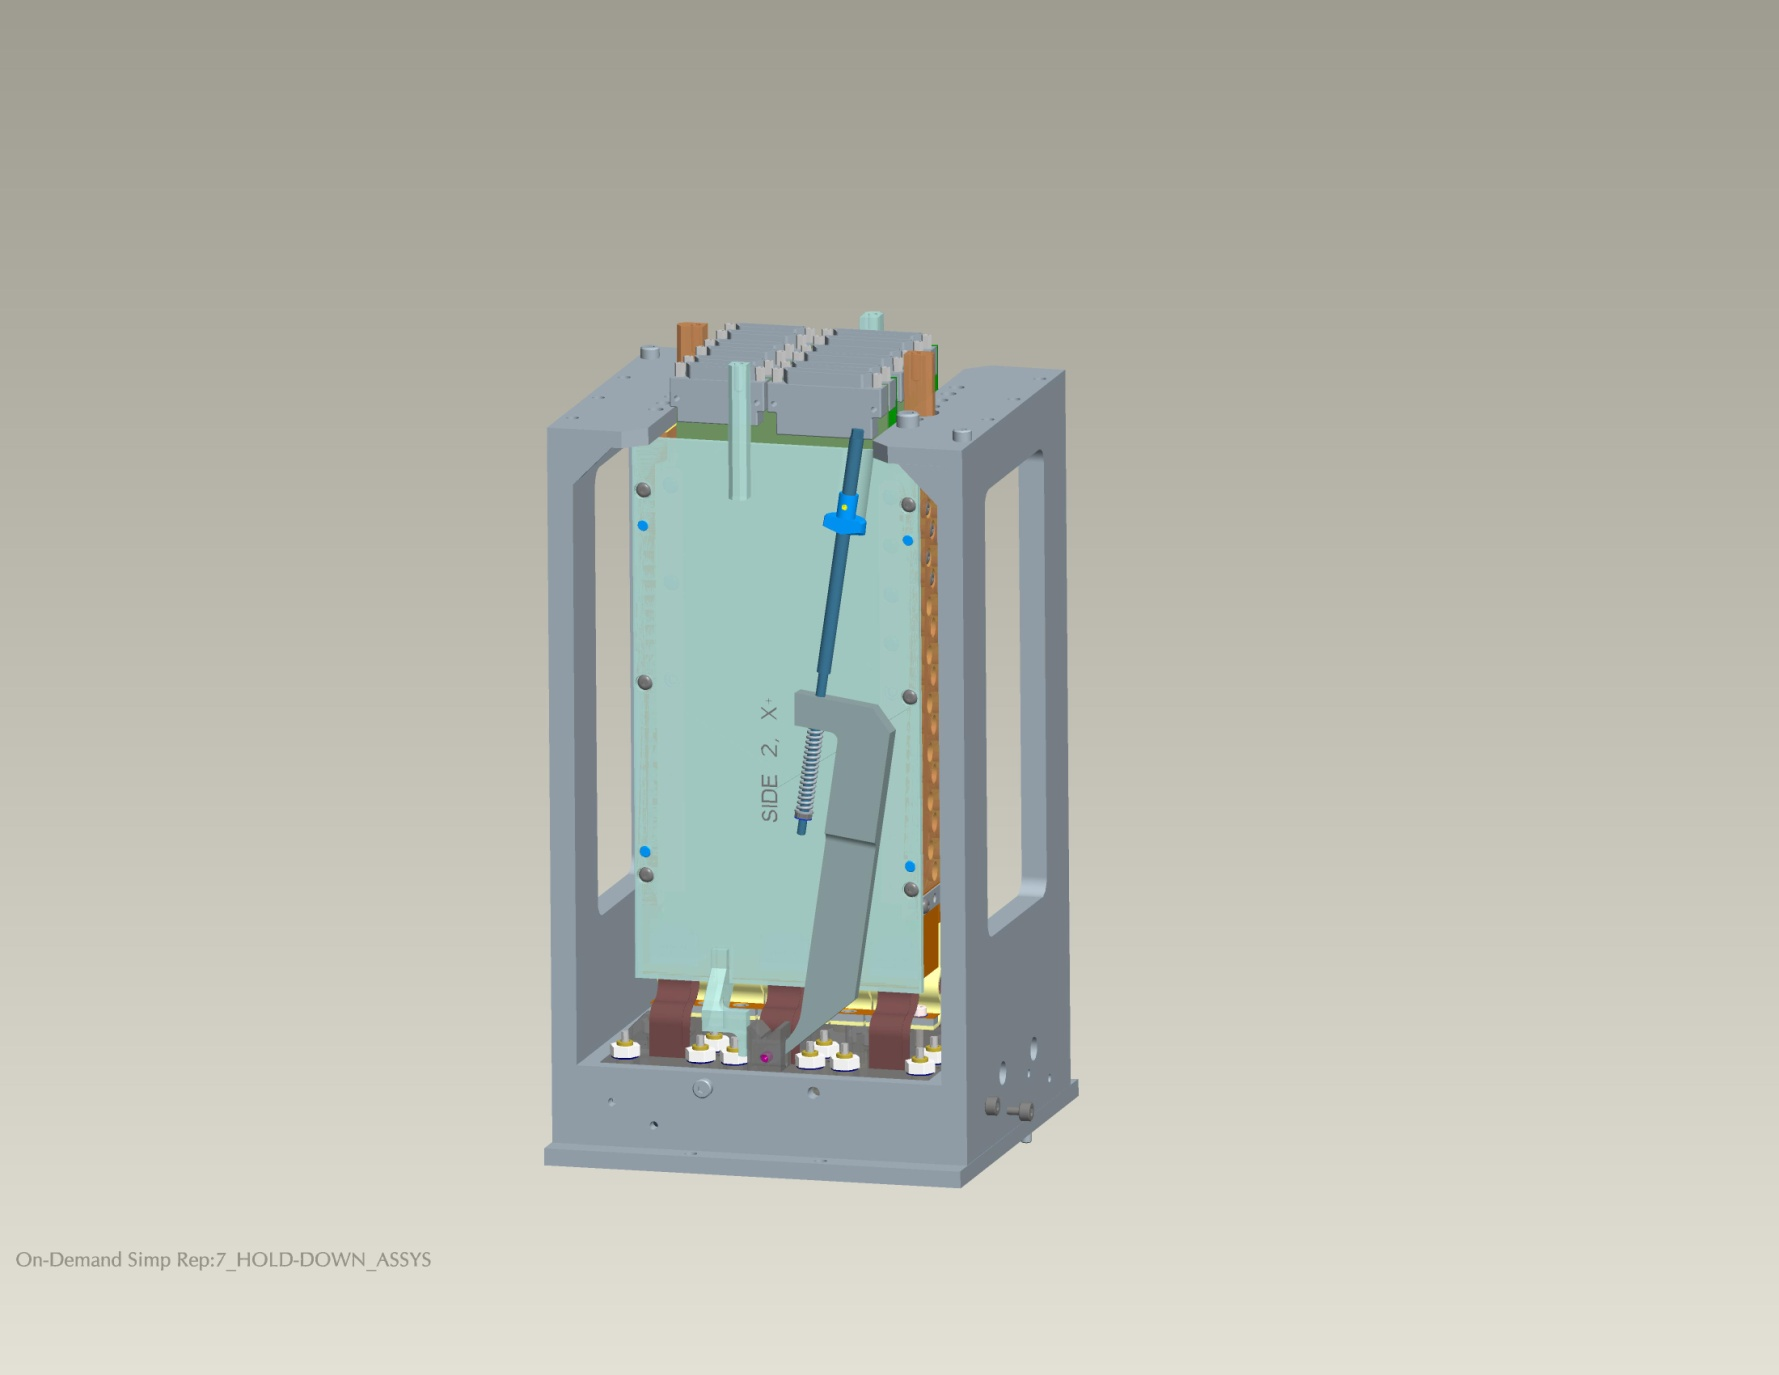 SIDE 2, X+
On-Demand Simp Rep:7_HOLD-DOWN_ASSYS